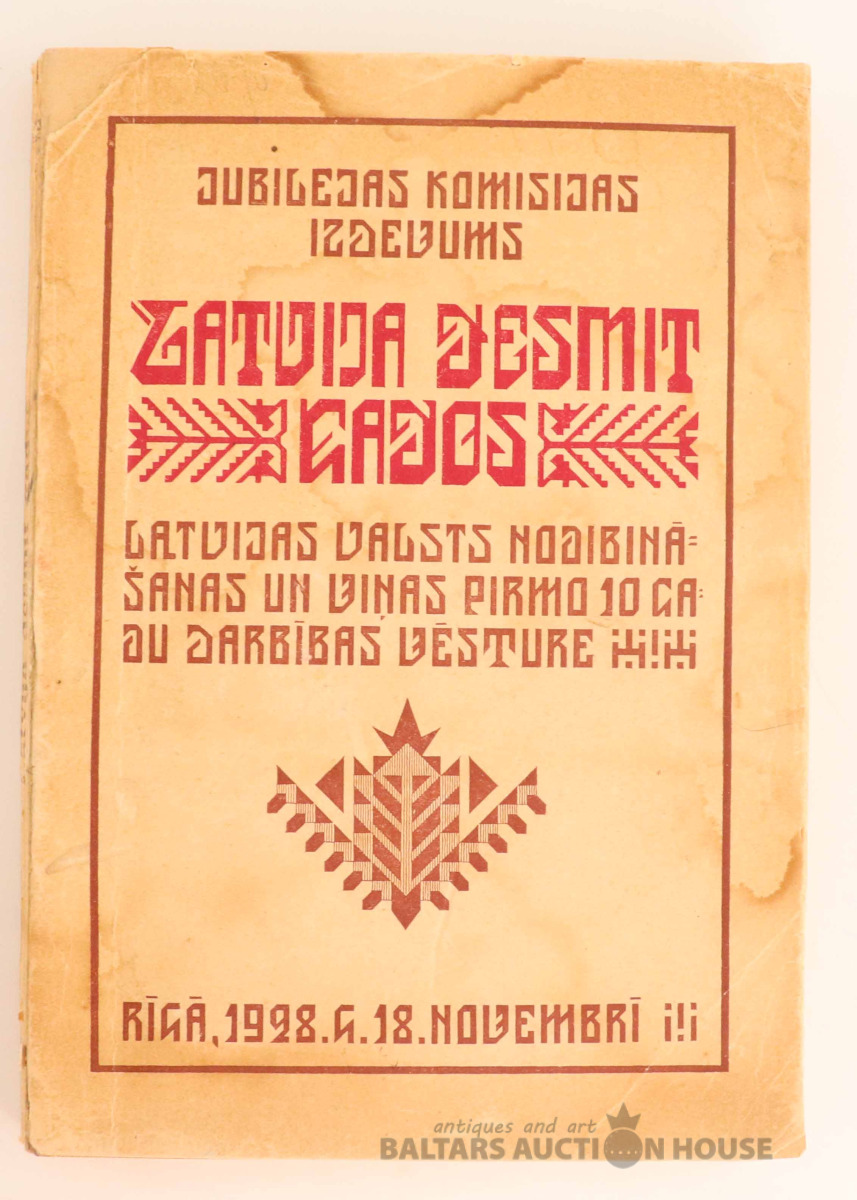 JUBILEJAS KOMISIJAS
IZDEVUMS
LATVIJA DESMIT
GADOS
LATVIJAS VALSTS NODIBINĀ=
ŠANAS UN VIŅAS PIRMO 10 GA=
DU DARBĪBAS VĒSTURE
RĪGĀ, 1928. G. 18. NOVEMBRĪ
antiques and art
BALTARS AUCTION HOUSE